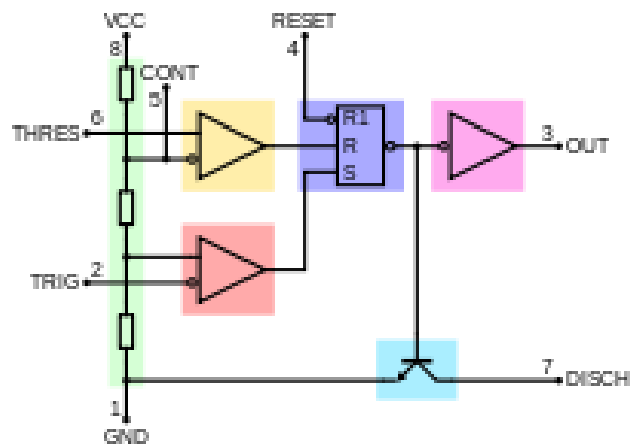 VCC
RESET
8
4
CONT
5
6
THRES
R1
R
S
3
OUT
2
TRIG
7
DISCH
1
GND